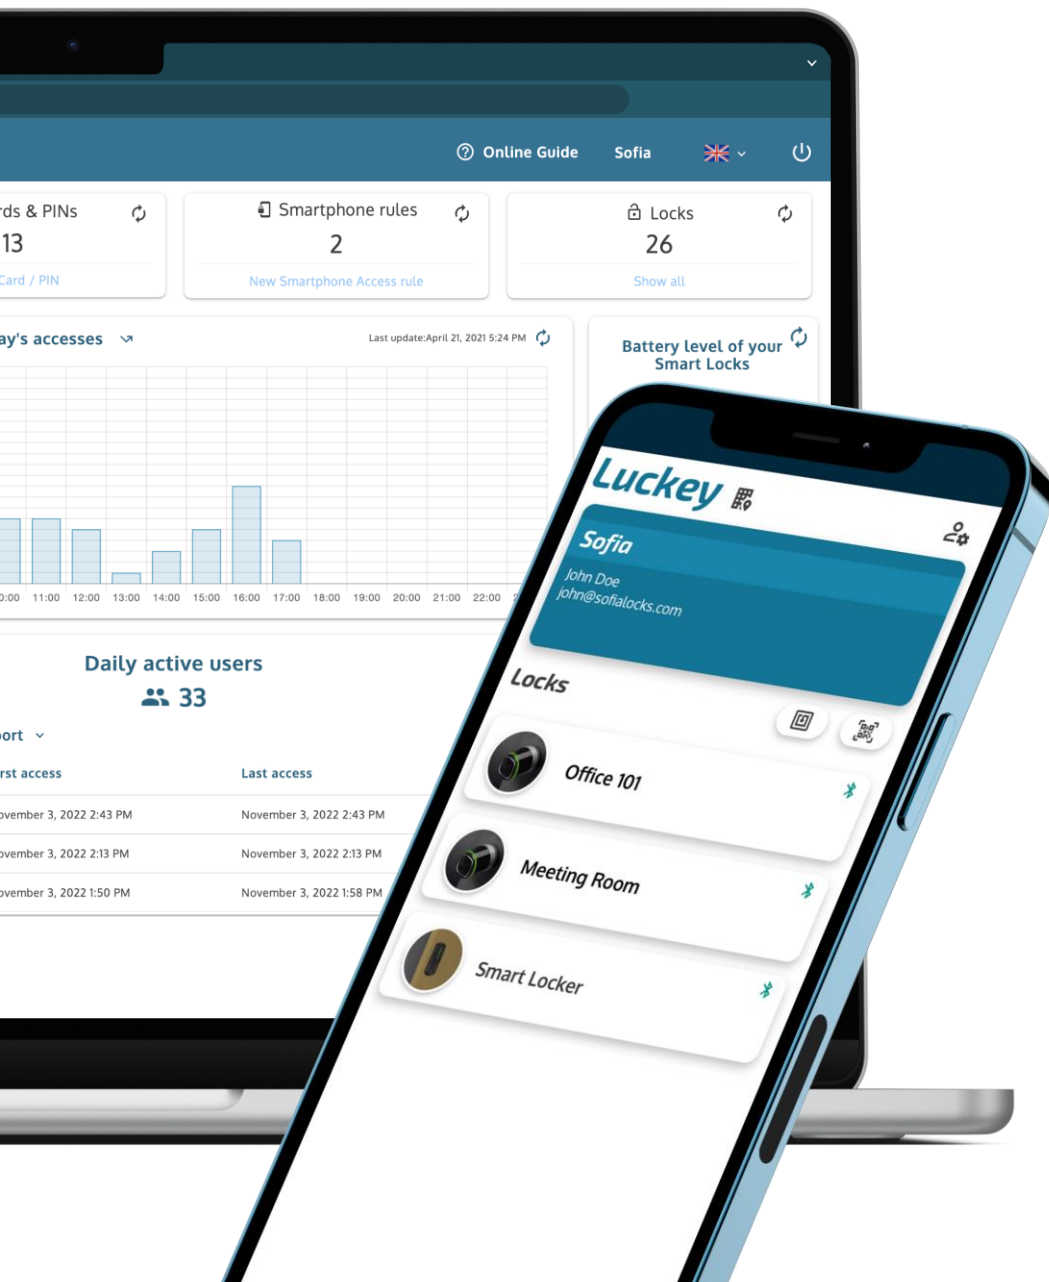 Online Guide Sofia
rds & PINs
13
Card / PIN
Smartphone rules
2
New Smartphone Access rule
Locks
26
Show all
ay's accesses
Last update:April 21, 2021 5:24 PM
Battery level of your
Smart Locks
0:00 11:00 12:00 13:00 14:00 15:00 16:00 17:00 18:00 19:00 20:00 21:00 22:00 2
Daily active users
33
port
rst access Last access
ovember 3, 2022 2:43 PM November 3, 2022 2:43 PM
ovember 3, 2022 2:13 PM November 3, 2022 2:13 PM
ovember 3, 2022 1:50 PM November 3, 2022 1:58 PM
Luckey
Sofia
John Doe
john@sofialocks.com
Locks
Office 101
Meeting Room
Smart Locker